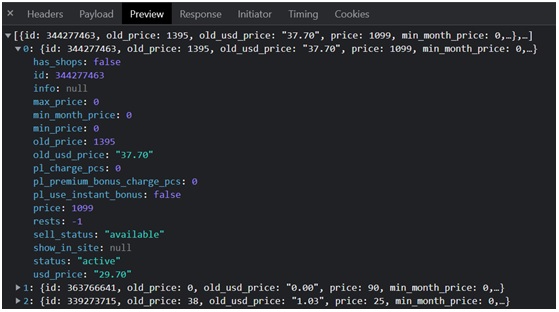 × Headers Payload Preview Response Initiator Timing Cookies
▼[{id: 344277463, old_price: 1395, old_usd_price: "37.70", price: 1099, min_month_price: 0,…},…]
▼0: {id: 344277463, old_price: 1395, old_usd_price: "37.70", price: 1099, min_month_price: 0,…}
has_shops: false
id: 344277463
info: null
max_price: 0
min_month_price: 0
min_price: 0
old_price: 1395
old_usd_price: "37.70"
pl_charge_pcs: 0
pl_premium_bonus_charge_pcs: 0
pl_use_instant_bonus: false
price: 1099
rests: -1
sell_status: "available"
show_in_site: null
status: "active"
usd_price: "29.70"
▶1: {id: 363766641, old_price: 0, old_usd_price: "0.00", price: 90, min_month_price: 0,…}
▶2: {id: 339273715, old_price: 38, old_usd_price: "1.03", price: 25, min_month_price: 0,…}